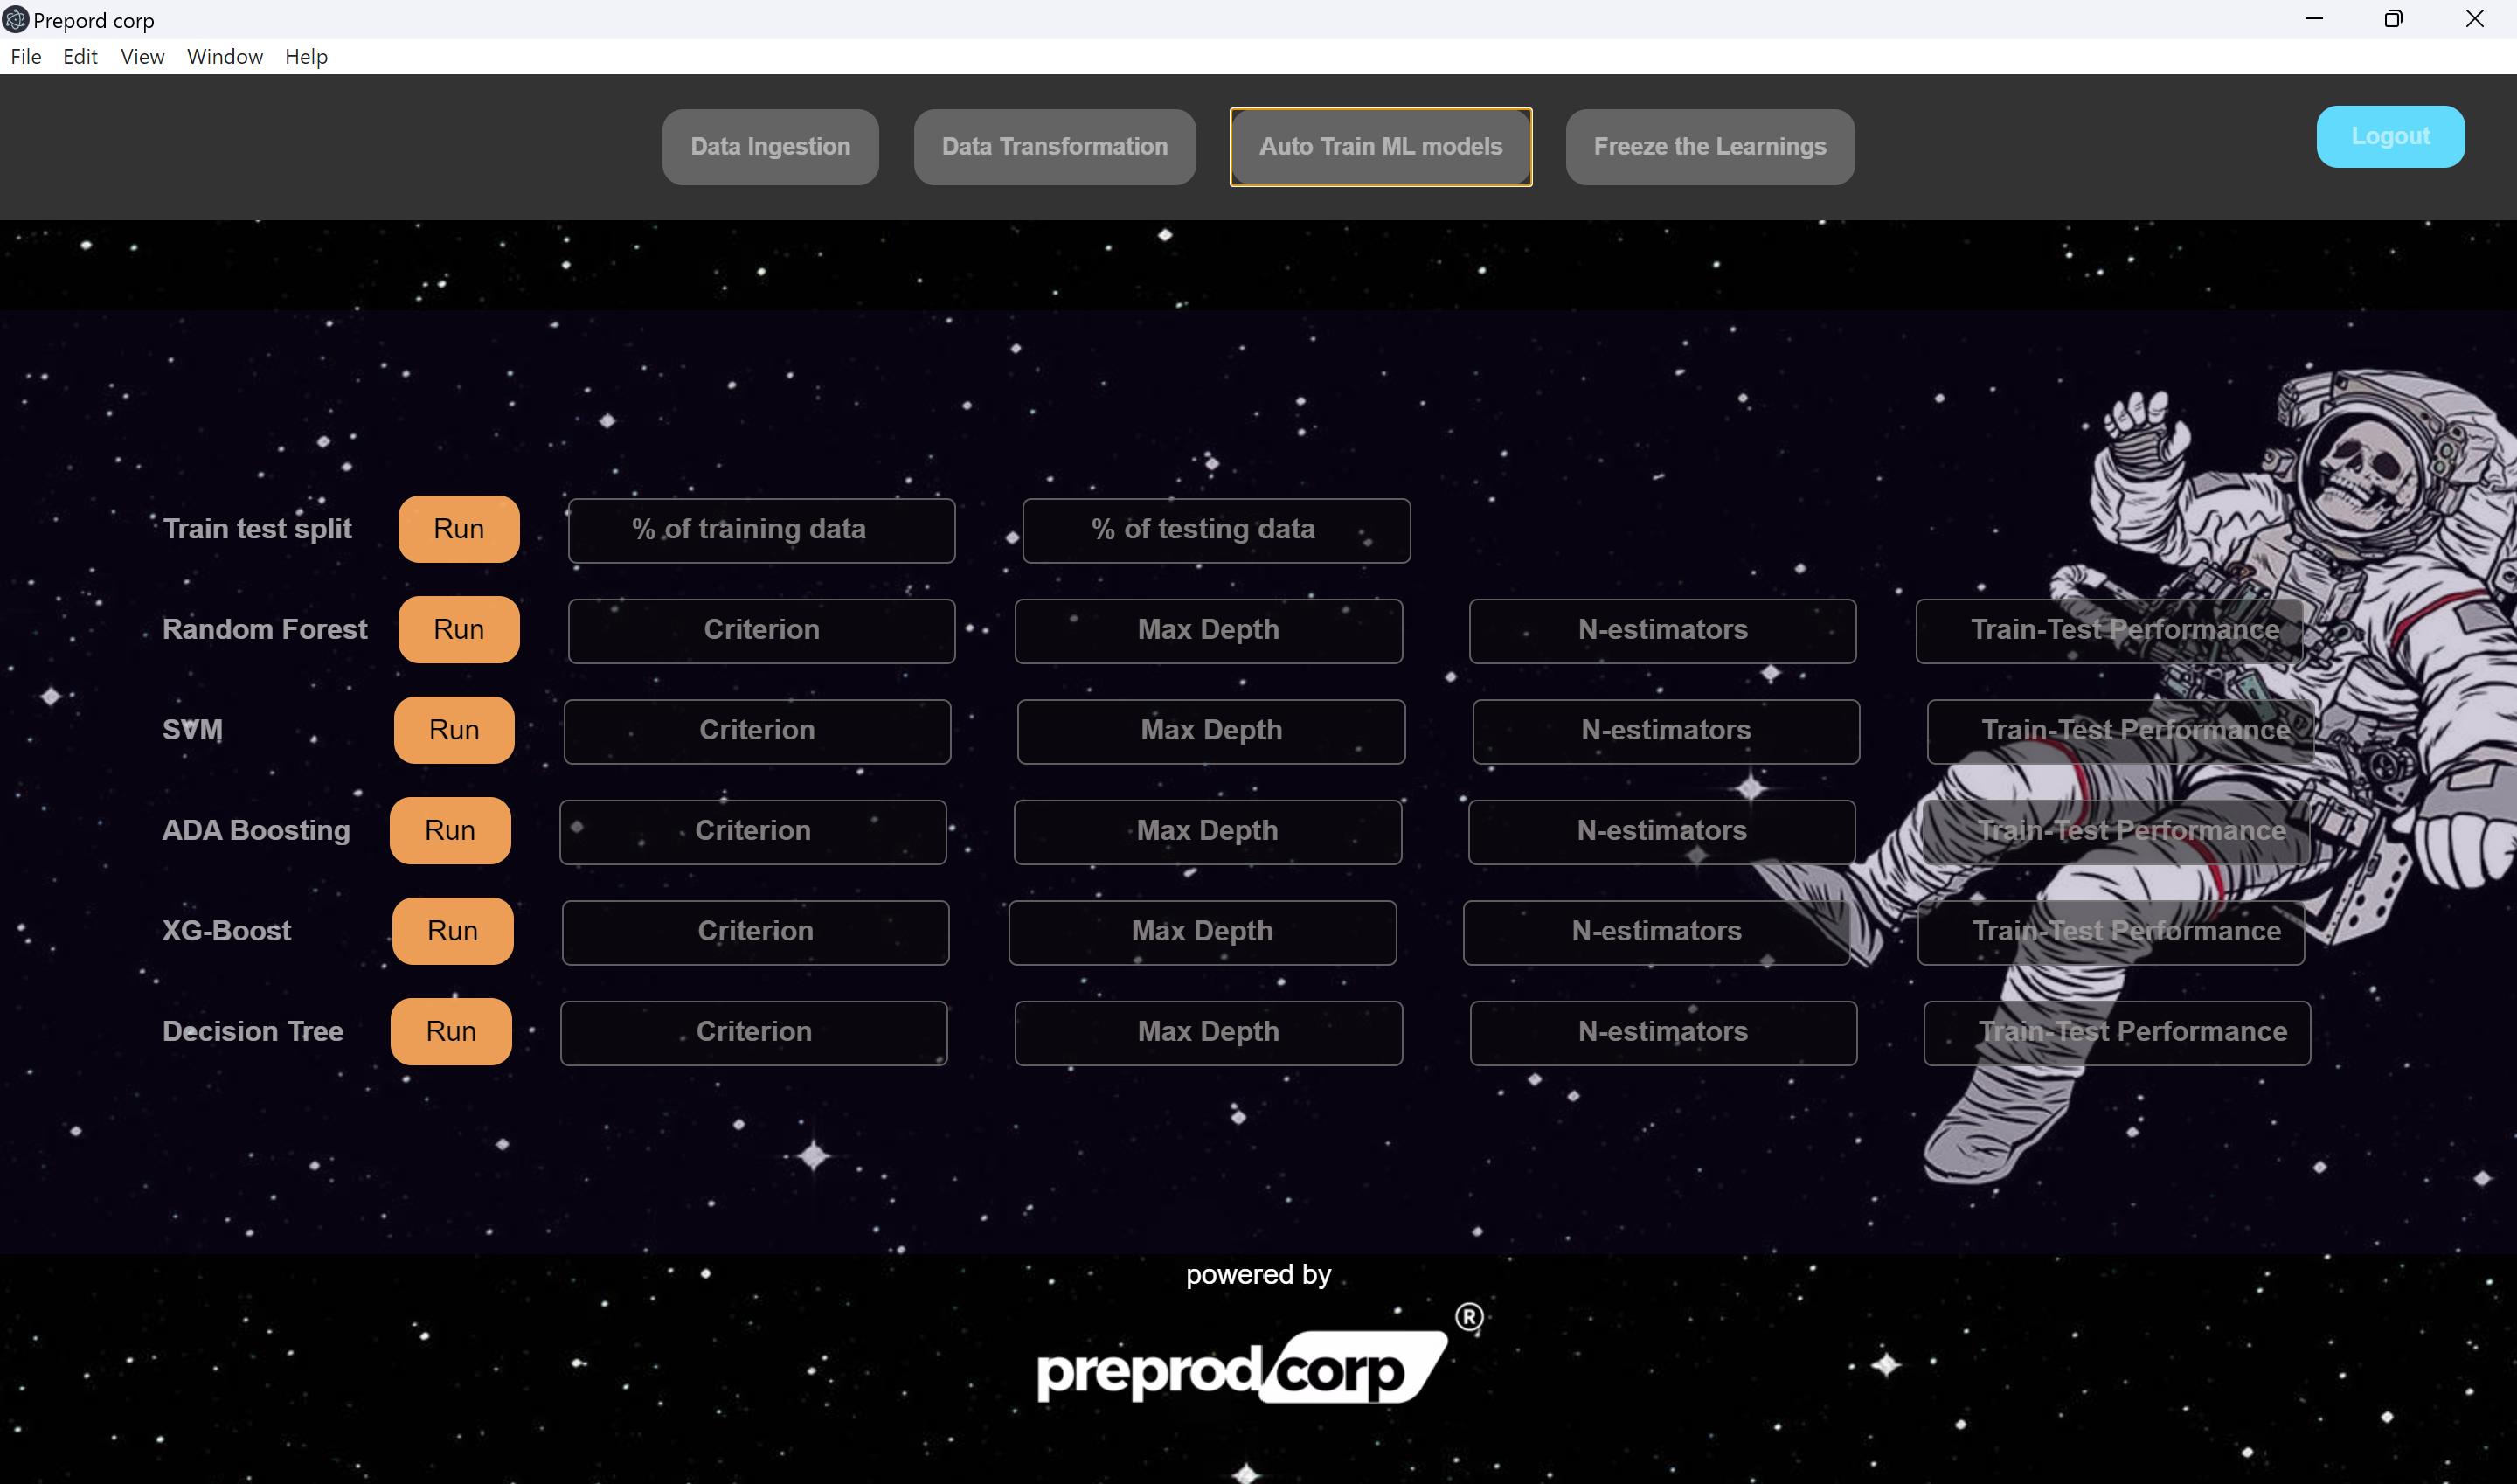 Prepord corp
File Edit View Window Help
Data Ingestion Data Transformation Auto Train ML models Freeze the Learnings Logout
Train test split Run % of training data % of testing data
Random Forest Run Criterion Max Depth N-estimators Train-Test Performance
SVM Run Criterion Max Depth N-estimators Train-Test Performance
ADA Boosting Run Criterion Max Depth N-estimators Train-Test Performance
XG-Boost Run Criterion Max Depth N-estimators Train-Test Performance
Decision Tree Run Criterion Max Depth N-estimators Train-Test Performance
powered by
preprod corp ®